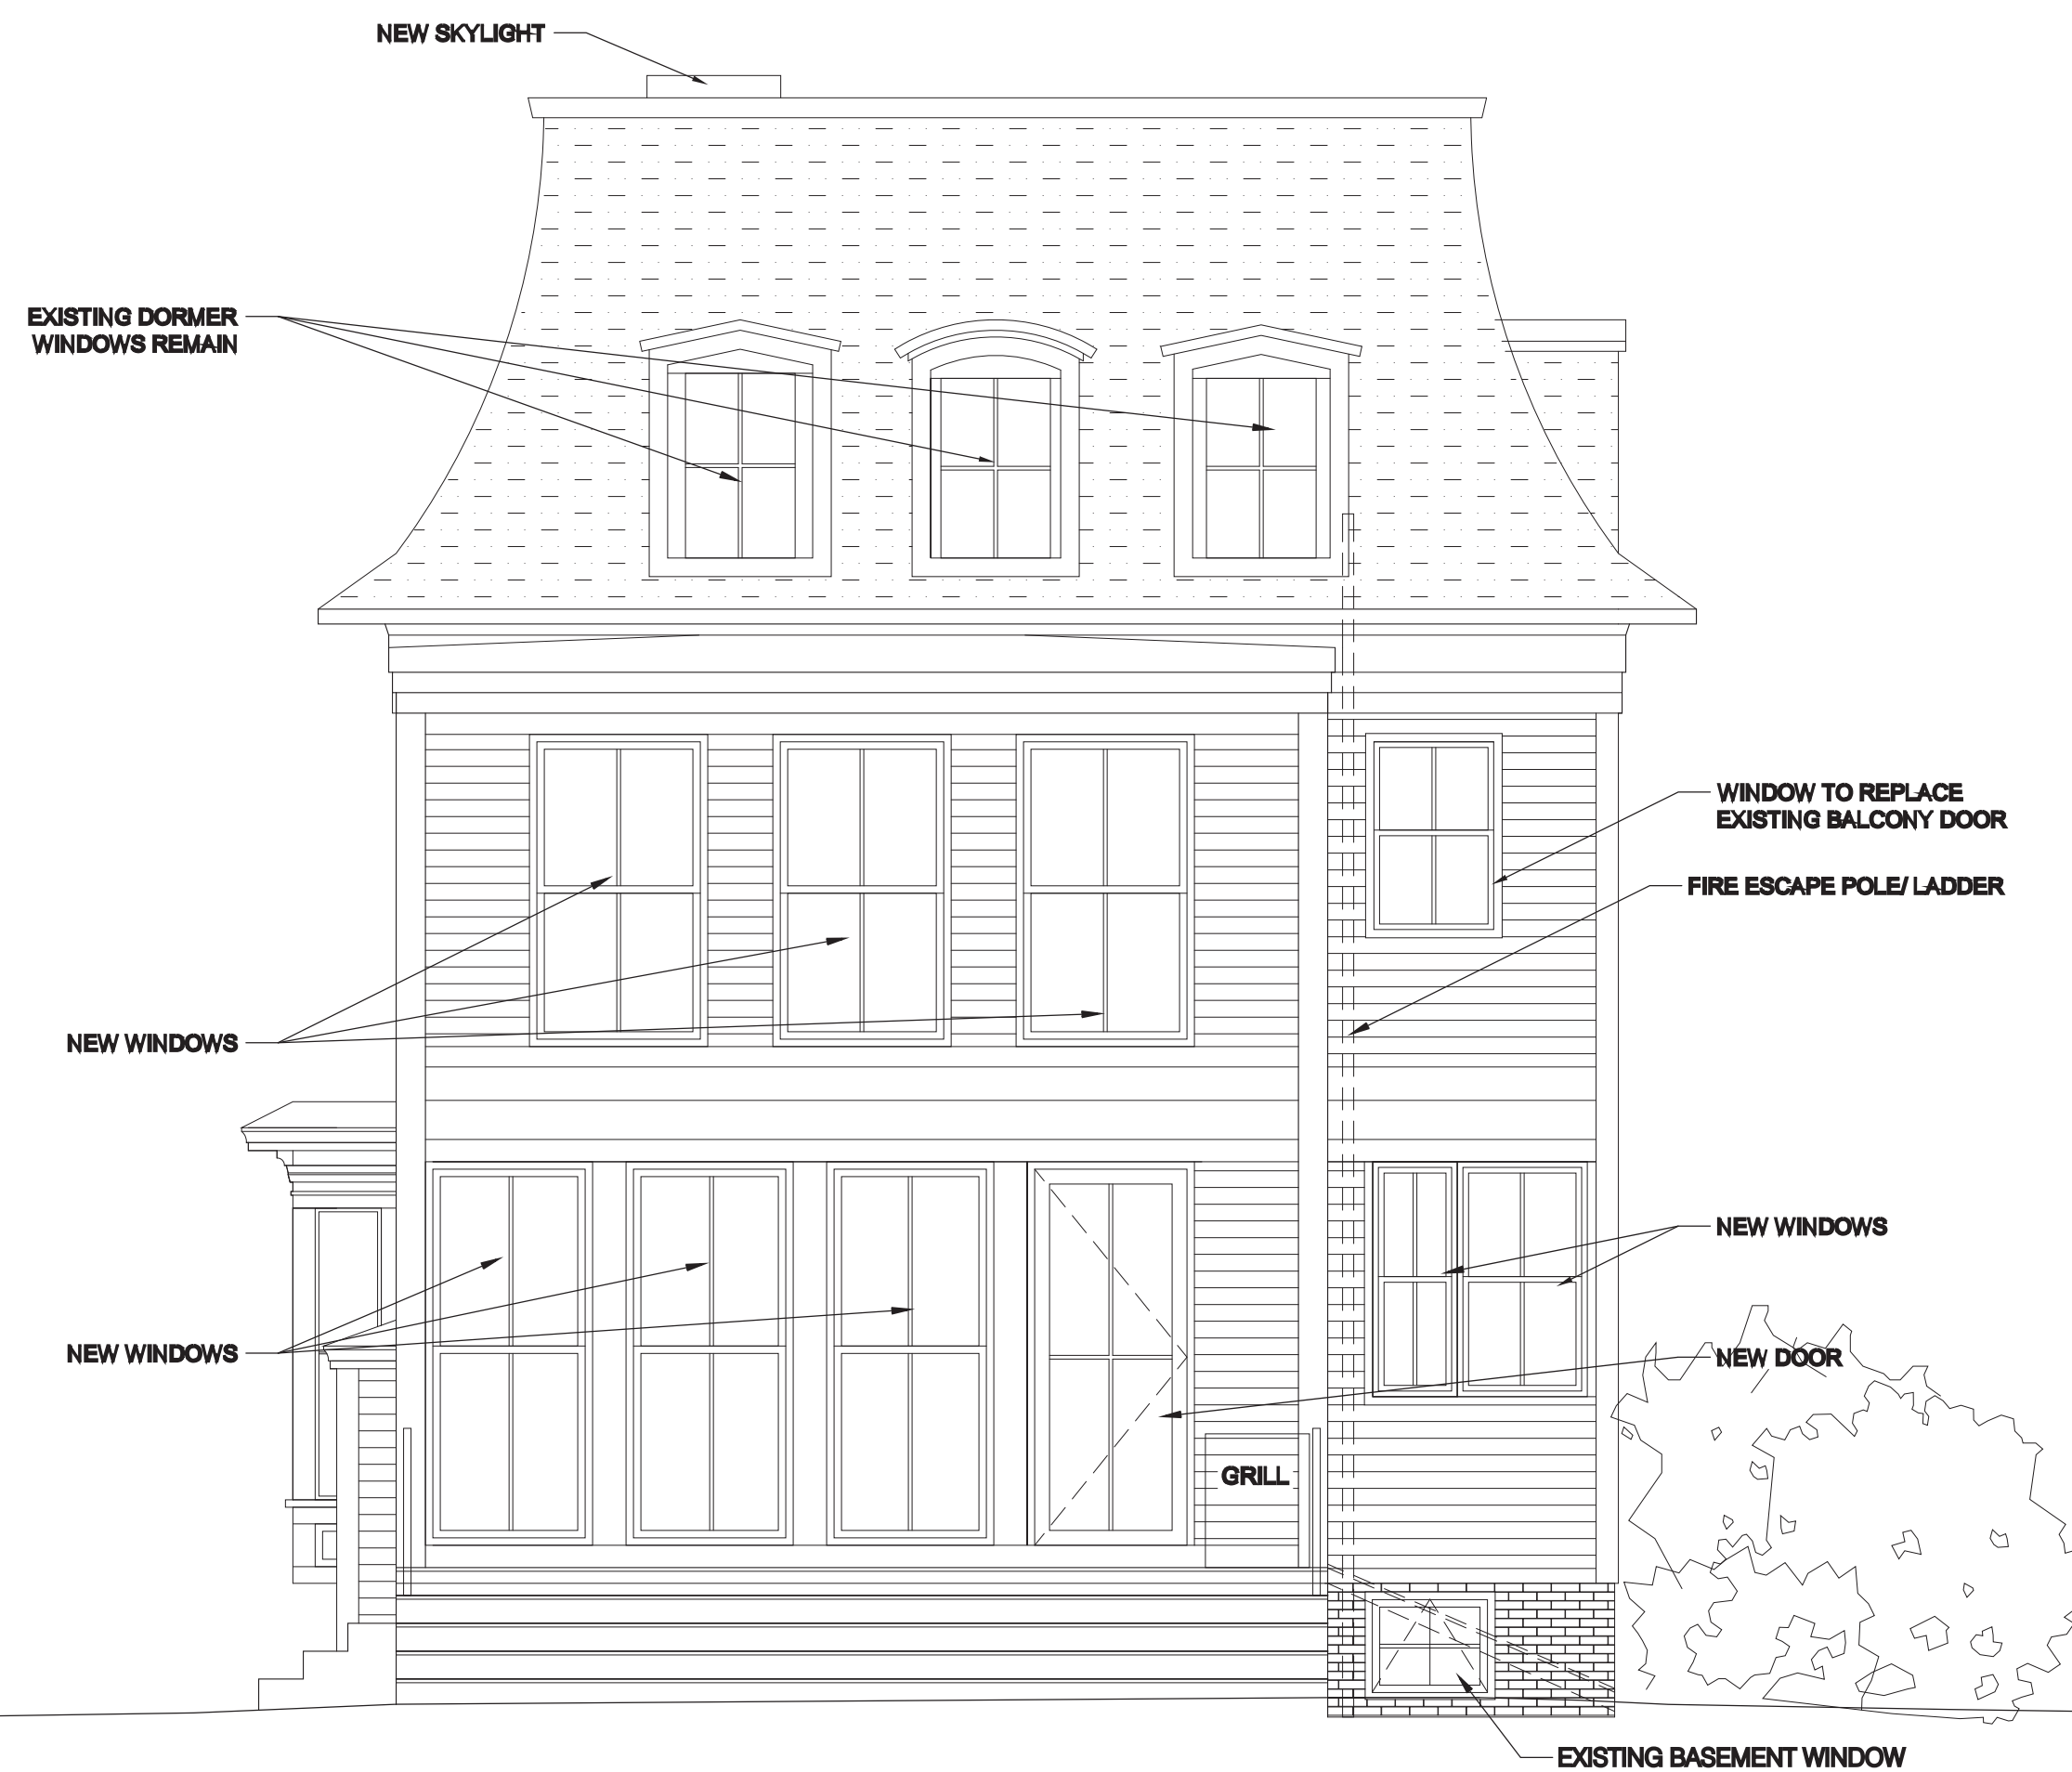 NEW SKYLIGHT
EXISTING DORMER
WINDOWS REMAIN
WINDOW TO REPLACE
EXISTING BALCONY DOOR
FIRE ESCAPE POLE/ LADDER
NEW WINDOWS
NEW WINDOWS
NEW WINDOWS
NEW DOOR
GRILL
EXISTING BASEMENT WINDOW